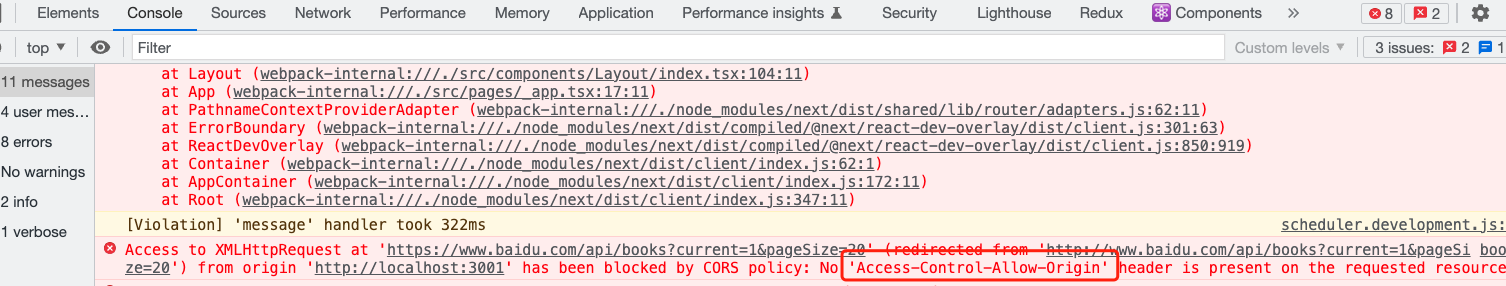 Elements Console Sources Network Performance Memory Application Performance insights Security Lighthouse Redux Components » 8 2
top Filter Custom levels 3 issues: 2 1
11 messages
4 user mes...
8 errors
No warnings
2 info
1 verbose
at Layout (webpack-internal:///./src/components/Layout/index.tsx:104:11)
at App (webpack-internal:///./src/pages/_app.tsx:17:11)
at PathnameContextProviderAdapter (webpack-internal:///./node_modules/next/dist/shared/lib/router/adapters.js:62:11)
at ErrorBoundary (webpack-internal:///./node_modules/next/dist/compiled/@next/react-dev-overlay/dist/client.js:301:63)
at ReactDevOverlay (webpack-internal:///./node_modules/next/dist/compiled/@next/react-dev-overlay/dist/client.js:850:919)
at Container (webpack-internal:///./node_modules/next/dist/client/index.js:62:1)
at AppContainer (webpack-internal:///./node_modules/next/dist/client/index.js:172:11)
at Root (webpack-internal:///./node_modules/next/dist/client/index.js:347:11)
[Violation] 'message' handler took 322ms scheduler.development.js:
Access to XMLHttpRequest at 'https://www.baidu.com/api/books?current=1&pageSize=20' (redirected from 'http://www.baidu.com/api/books?current=1&pageSi boo
ze=20') from origin 'http://localhost:3001' has been blocked by CORS policy: No 'Access-Control-Allow-Origin' header is present on the requested resource